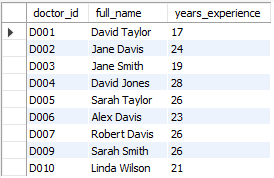 doctor_id full_name years_experience
D001 David Taylor 17
D002 Jane Davis 24
D003 Jane Smith 19
D004 David Jones 28
D005 Sarah Taylor 26
D006 Alex Davis 23
D007 Robert Davis 26
D009 Sarah Smith 26
D010 Linda Wilson 21